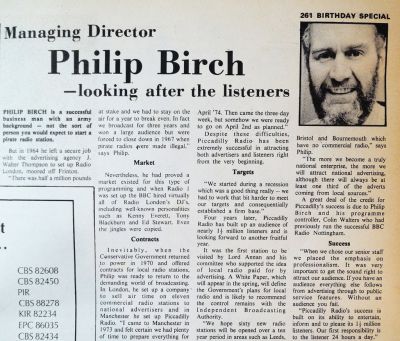 261 BIRTHDAY SPECIAL
Managing Director
Philip Birch
—looking after the listeners
PHILIP BIRCH is a successful
business man with an army
background — not the sort of
person you would expect to start a
pirate radio station.
But in 1964 he left a secure job
with the advertising agency J.
Walter Thompson to set up Radio
London, moored off Frinton.
"There was half a million pounds
at stake and we had to stay on the
air for a year to break even. In fact
we broadcast for three years and
won a large audience but were
forced to close down in 1967 when
pirate radios were made illegal,"
says Philip.
Market
Nevertheless, he had proved a
market existed for this type of
programming and when Radio 1
was set up the BBC hired virtually
all of Radio London's DJ's,
including well-known personalities
such as Kenny Everett, Tony
Blackburn and Ed Stewart. Even
the jingles were copied.
Contracts
Inevitably, when the
Conservative Government returned
to power in 1970 and offered
contracts for local radio stations,
Philip was ready to return to the
demanding world of broadcasting.
In London, he set up a company
to sell air time on eleven
commercial radio stations to
national advertisers and in
Manchester he set up Piccadilly
Radio. "I came to Manchester in
1973 and felt certain we had plenty
of time to prepare everything for
April '74. Then came the three day
week, but somehow we were ready
to go on April 2nd as planned."
Despite these difficulties,
Piccadilly Radio has been
extremely successful in attracting
both advertisers and listeners right
from the very beginning.
Targets
"We started during a recession
which was a good thing really — we
had to work that bit harder to meet
our targets and consequently
established a firm base."
Four years later, Piccadilly
Radio has built up an audience of
nearly 1½ million listeners and is
looking forward to another fruitful
year.
It was the first station to be
visited by Lord Annan and his
committee who supported the idea
of local radio paid for by
advertising. A White Paper, which
will appear in the spring, will define
the Government's plans for local
radio and is likely to recommend
the control remains with the
Independent Broadcasting
Authority.
"We hope sixty new radio
stations will be opened over a ten
year period in areas such as Leeds,
Bristol and Bournemouth which
have no commercial radio," says
Philip.
"The more we become a truly
national enterprise, the more we
will attract national advertising,
although there will always be at
least one third of the adverts
coming from local sources."
A great deal of the credit for
Piccadilly's success is due to Philip
Birch and his programme
controller, Colin Walters who had
previously run the successful BBC
Radio Nottingham.
Success
"When we chose our senior staff
we placed the emphasis on
professionalism. It was very
important to get the sound right to
attract our audience. If you have an
audience everything else follows
from advertising through to public
service features. Without an
audience you fail.
"Piccadilly Radio's success is
built on its ability to entertain,
inform and to please its 1½ million
listeners. Our first responsibility is
to the listener 24 hours a day."
CBS 82608
CBS 82450
PIR
CBS 88278
KIR 82234
EPC 86035
CBS 82434